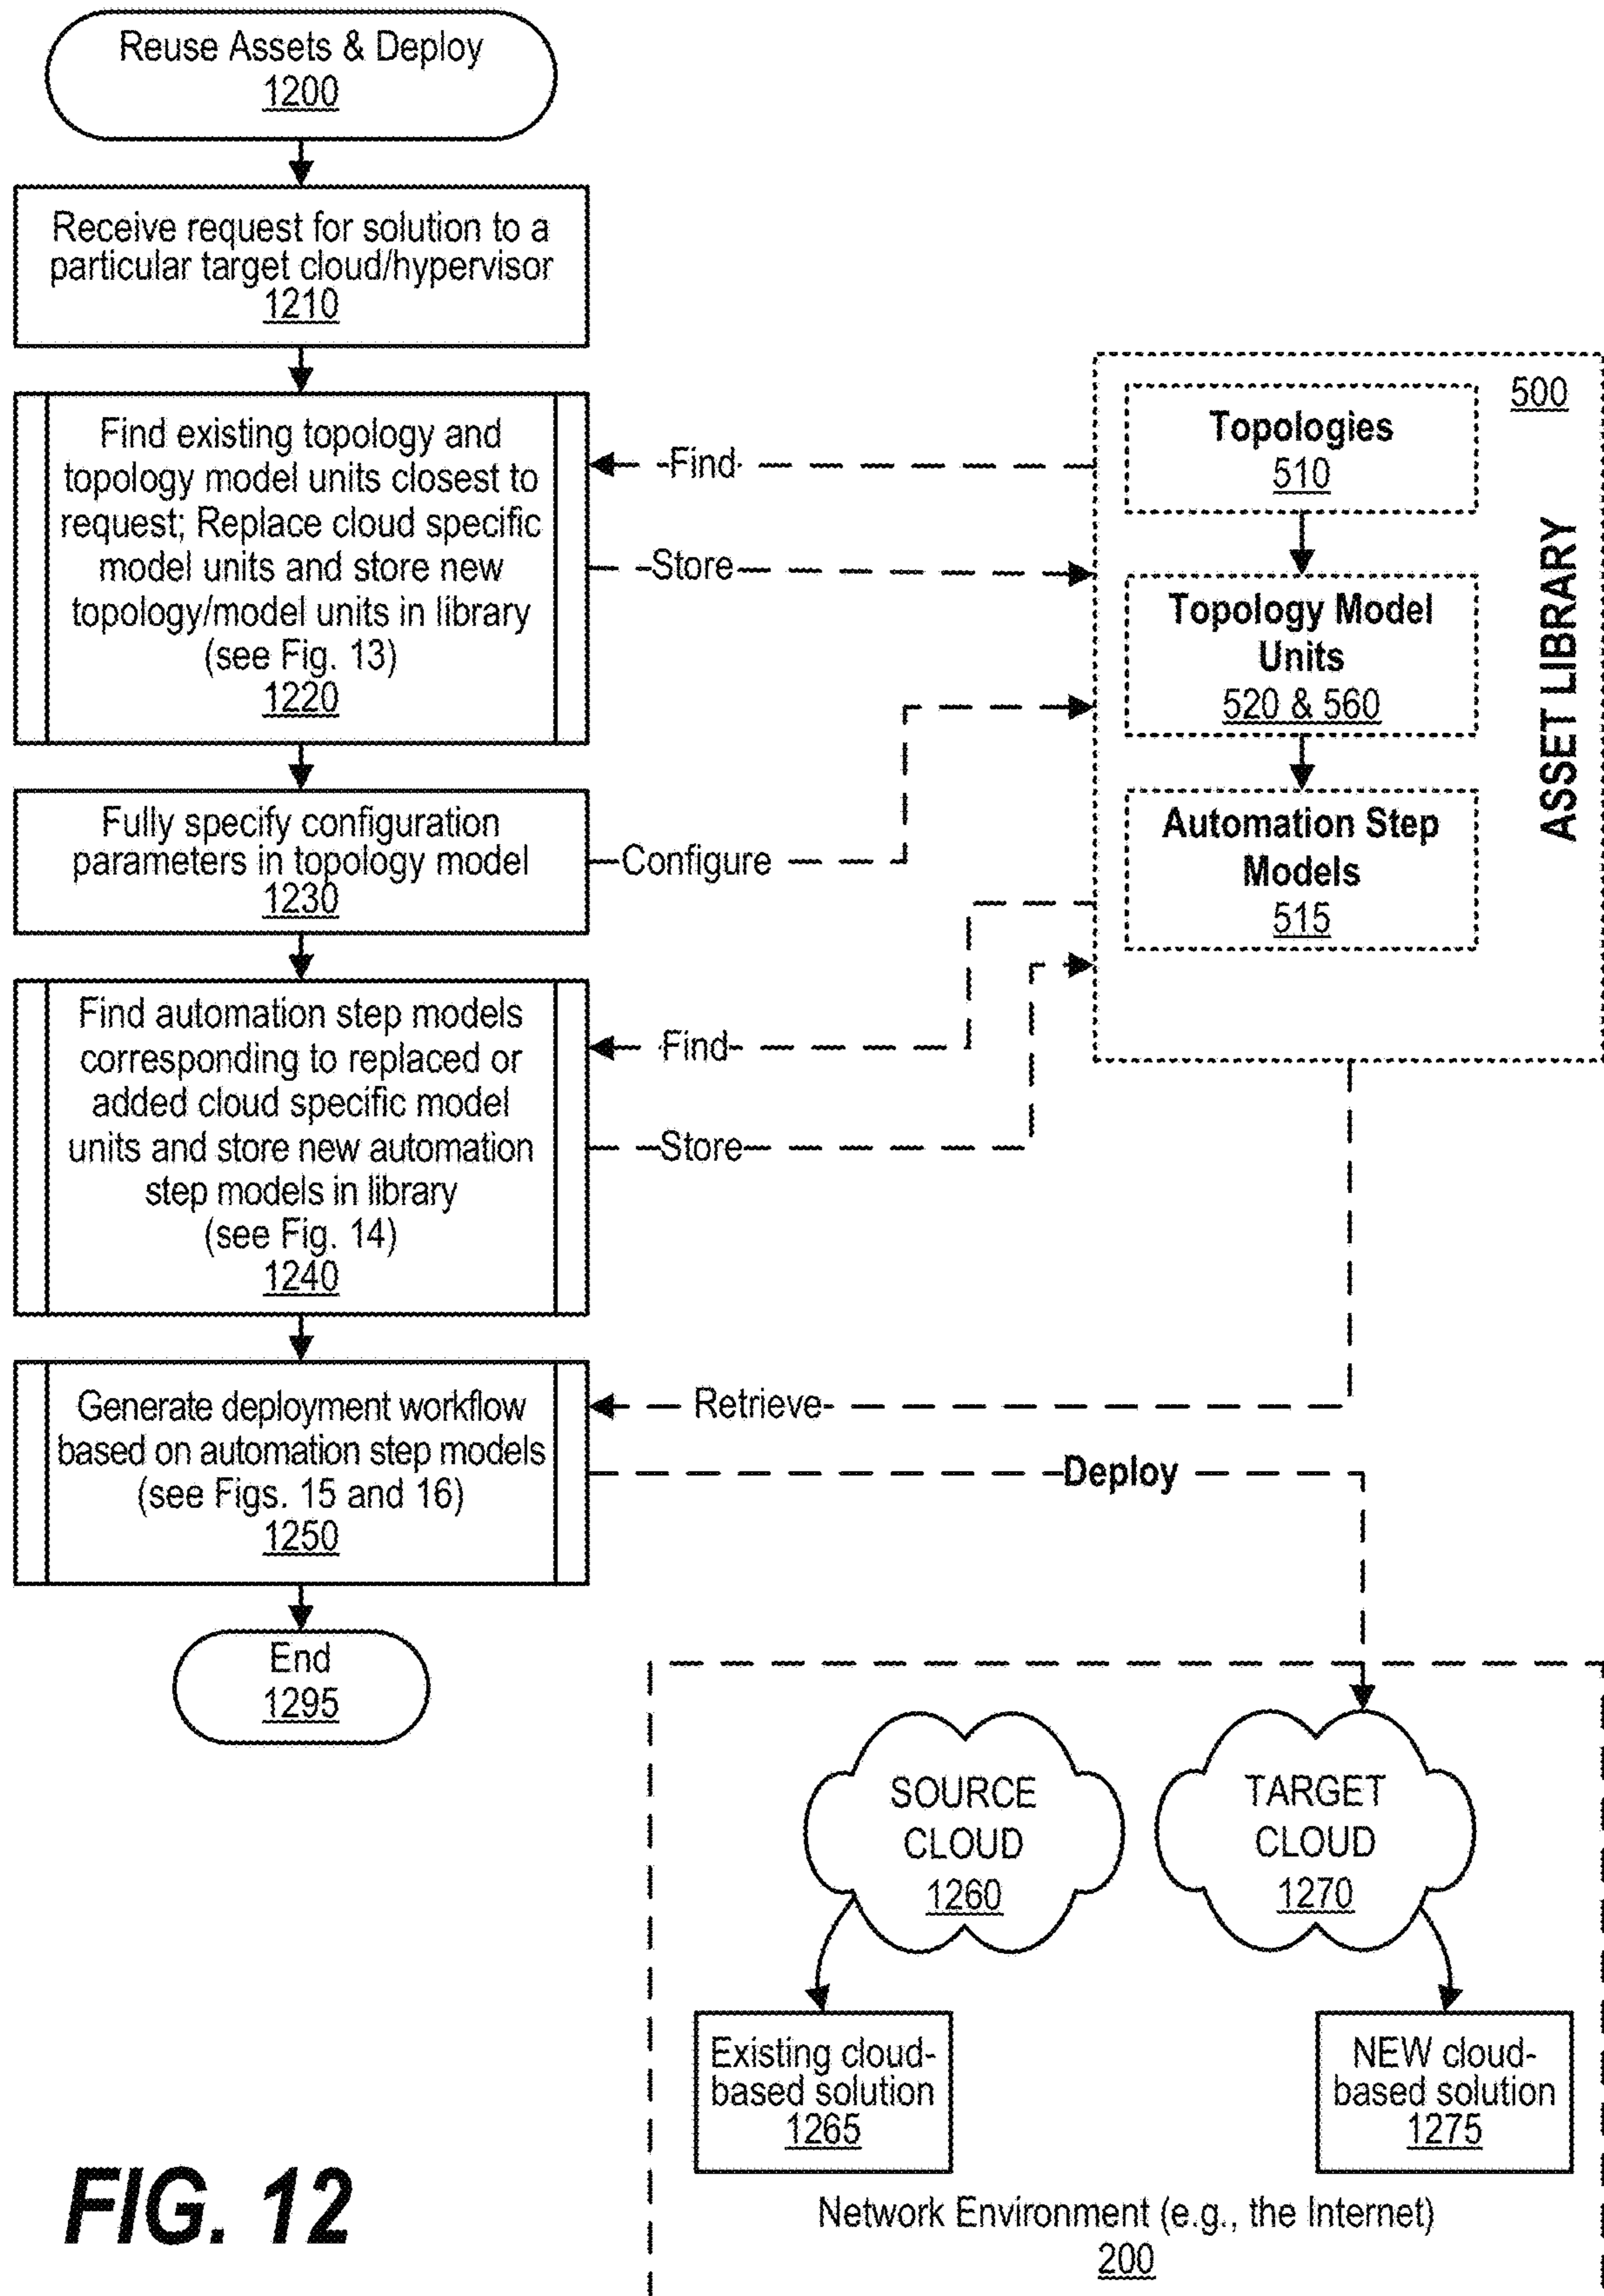 Reuse Assets & Deploy
1200
Receive request for solution to a
particular target cloud/hypervisor
1210
Find existing topology and
topology model units closest to
request; Replace cloud specific
model units and store new
topology/model units in library
(see Fig. 13)
1220
Fully specify configuration
parameters in topology model
1230
Find automation step models
corresponding to replaced or
added cloud specific model
units and store new automation
step models in library
(see Fig. 14)
1240
Generate deployment workflow
based on automation step models
(see Figs. 15 and 16)
1250
End
1295
Find
Store
Configure
Find
Store
Retrieve
Deploy
500
ASSET LIBRARY
Topologies
510
Topology Model
Units
520 & 560
Automation Step
Models
515
SOURCE
CLOUD
1260
TARGET
CLOUD
1270
Existing cloud-
based solution
1265
NEW cloud-
based solution
1275
Network Environment (e.g., the Internet)
200
FIG. 12